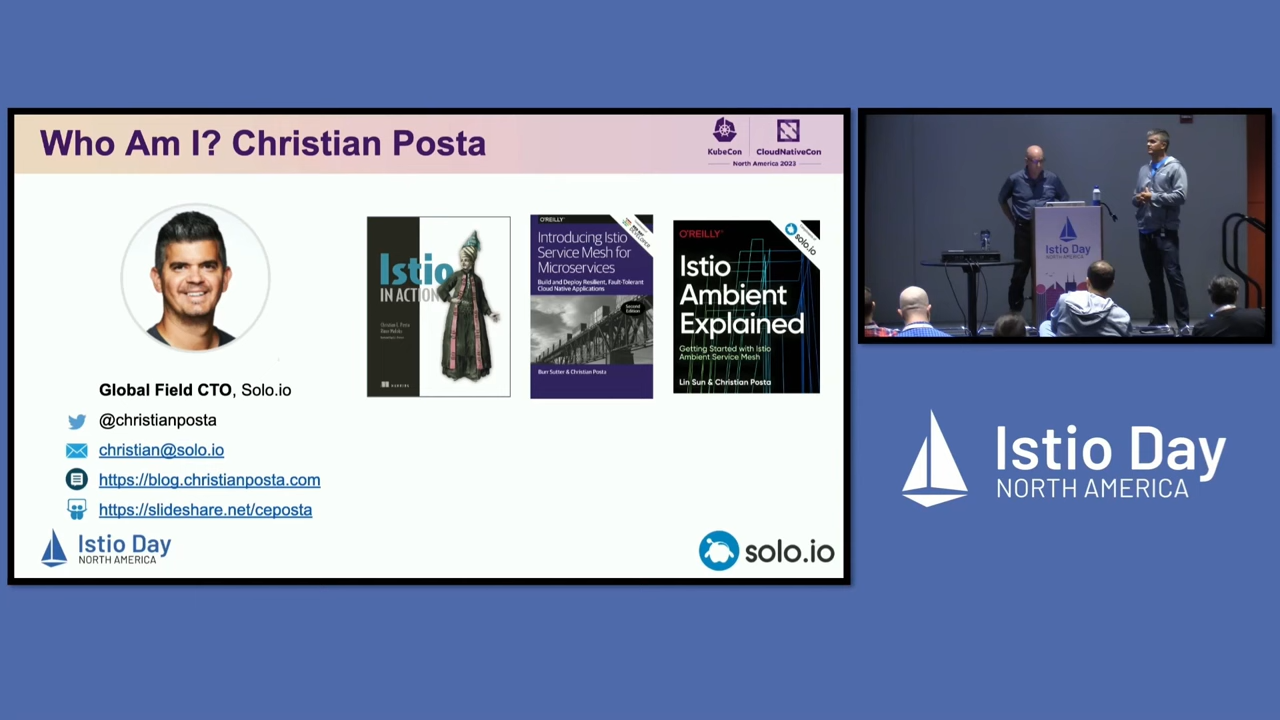 Who Am I? Christian Posta
KubeCon
CloudNativeCon
North America 2023
Global Field CTO, Solo.io
@christianposta
christian@solo.io
https://blog.christianposta.com
https://slideshare.net/ceposta
Istio
IN ACTION
Christian E. Posta
MANNING
O'REILLY
Introducing Istio
Service Mesh for
Microservices
Build and Deploy Resilient, Fault-Tolerant
Cloud Native Applications
Second
Edition
Burr Sutter & Christian Posta
O'REILLY
solo.io
Istio
Ambient
Explained
Getting Started with Istio
Ambient Service Mesh
Lin Sun & Christian Posta
Istio Day
NORTH AMERICA
solo.io
Istio Day
NORTH AMERICA
Istio Day
NORTH AMERICA